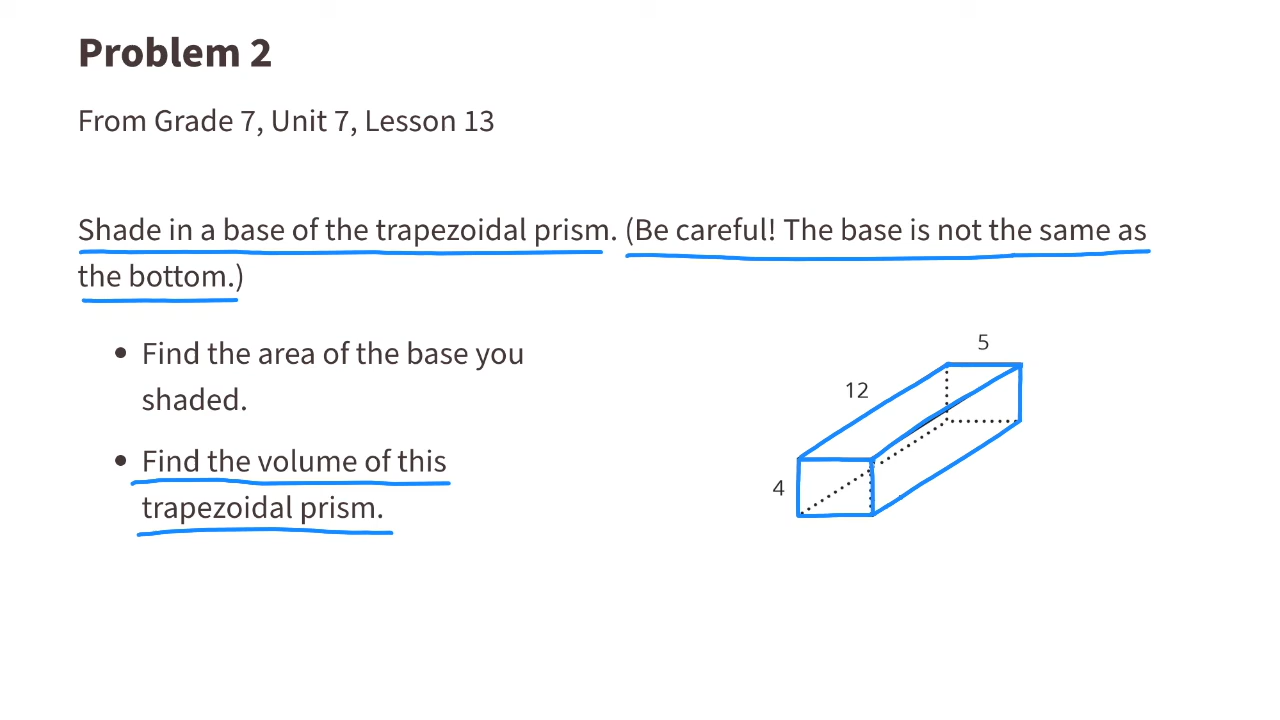 Problem 2
From Grade 7, Unit 7, Lesson 13
Shade in a base of the trapezoidal prism. (Be careful! The base is not the same as
the bottom.)
• Find the area of the base you
shaded.
• Find the volume of this
trapezoidal prism.
5
12
4